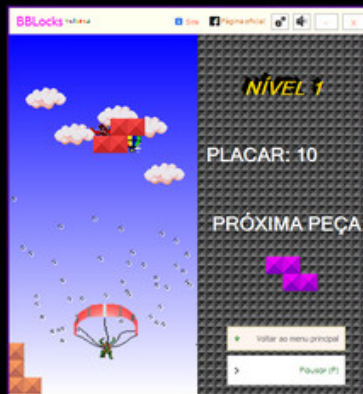 BBLocks
Site
Página oficial
NÍVEL 1
PLACAR: 10
PRÓXIMA PEÇA
Voltar ao menu principal
Pausar (P)